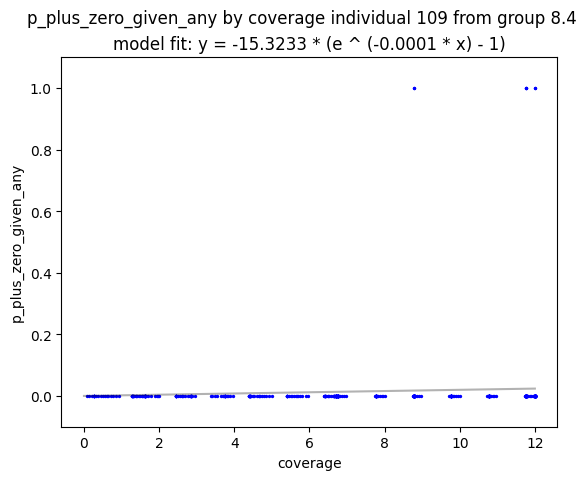 p_plus_zero_given_any by coverage individual 109 from group 8.4
model fit: y = -15.3233 * (e ^ (-0.0001 * x) - 1)
p_plus_zero_given_any
1.0
0.8
0.6
0.4
0.2
0.0
0 2 4 6 8 10 12
coverage